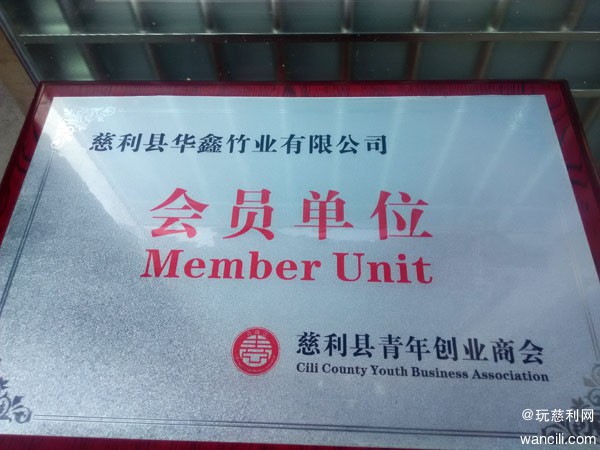 慈利县华鑫竹业有限公司
会员单位
Member Unit
慈利县青年创业商会
Cili County Youth Business Association
@玩慈利网
wancili.com